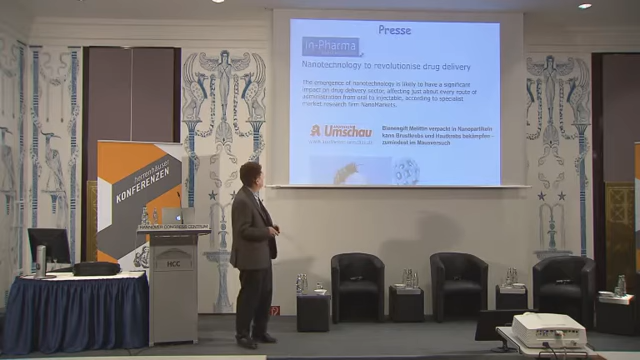 Presse
in-Pharma
Nanotechnology to revolutionise drug delivery
The emergence of nanotechnology is likely to have a significant
impact on drug delivery sector, affecting just about every route of
administration from oral to injectable, according to specialist
market research firm NanoMarkets.
Umschau
Bienengift Melittin verpackt in Nanopartikeln
kann Brustkrebs und Hautkrebs bekämpfen -
zumindest im Mausversuch
herrenhäuser
KONFERENZEN
HANNOVER CONGRESS CENTRUM
HCC